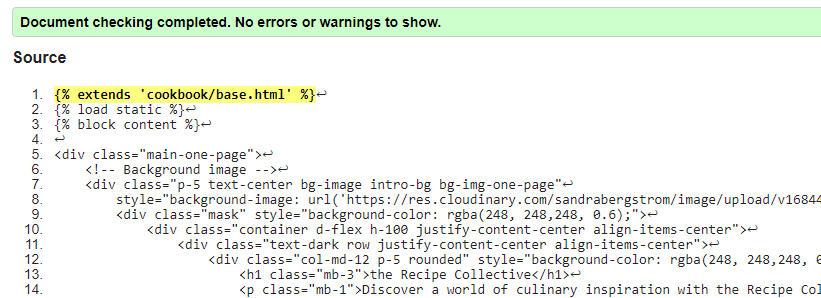 Document checking completed. No errors or warnings to show.
Source
1. {% extends 'cookbook/base.html' %}↩
2. {% load static %}↩
3. {% block content %}↩
4. ↩
5. <div class="main-one-page">↩
6. <!-- Background image -->↩
7. <div class="p-5 text-center bg-image intro-bg bg-img-one-page"↩
8. style="background-image: url('https://res.cloudinary.com/sandrabergstrom/image/upload/v16844
9. <div class="mask" style="background-color: rgba(248, 248,248, 0.6);">↩
10. <div class="container d-flex h-100 justify-content-center align-items-center">↩
11. <div class="text-dark row justify-content-center align-items-center">↩
12. <div class="col-md-12 p-5 rounded" style="background-color: rgba(248, 248,248,
13. <h1 class="mb-3">the Recipe Collective</h1>↩
14. <p class="mb-1">Discover a world of culinary inspiration with the Recipe Col